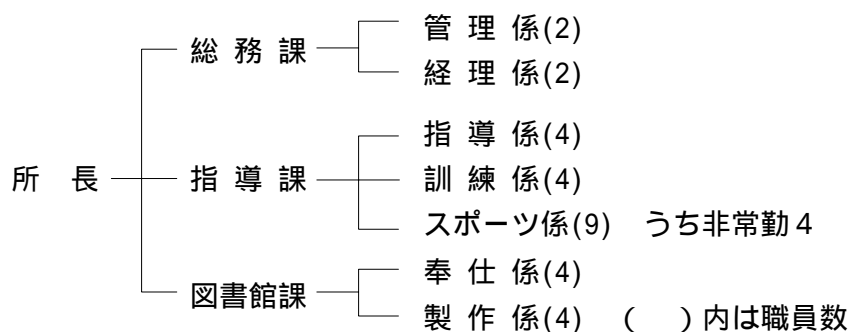 管 理 係(2)
総 務 課
経 理 係(2)
指 導 係(4)
所 長 指 導 課 訓 練 係(4)
スポーツ係(9) うち非常勤4
奉 仕 係(4)
図書館課
製 作 係(4) ( )内は職員数